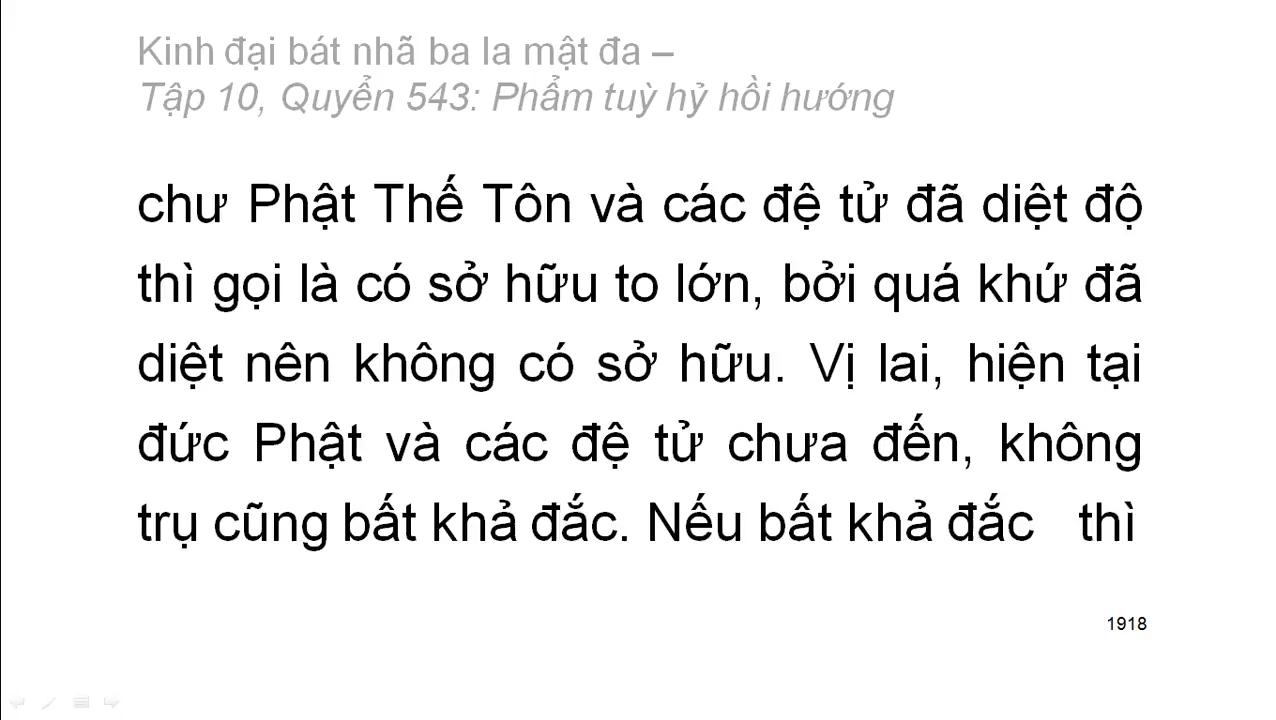 Kinh đại bát nhã ba la mật đa –
Tập 10, Quyển 543: Phẩm tuỳ hỷ hồi hướng
chư Phật Thế Tôn và các đệ tử đã diệt độ
thì gọi là có sở hữu to lớn, bởi quá khứ đã
diệt nên không có sở hữu. Vị lai, hiện tại
đức Phật và các đệ tử chưa đến, không
trụ cũng bất khả đắc. Nếu bất khả đắc thì
1918